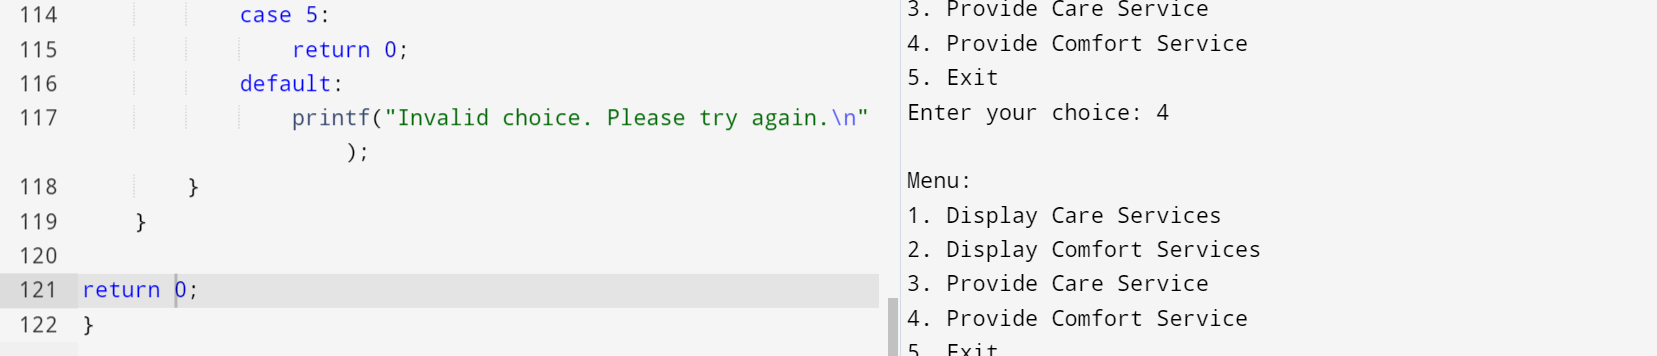 114 case 5:
115 return 0;
116 default:
117 printf("Invalid choice. Please try again.\n"
);
118 }
119 }
120
121 return 0;
122 }
3. Provide Care Service
4. Provide Comfort Service
5. Exit
Enter your choice: 4
Menu:
1. Display Care Services
2. Display Comfort Services
3. Provide Care Service
4. Provide Comfort Service
5. Exit